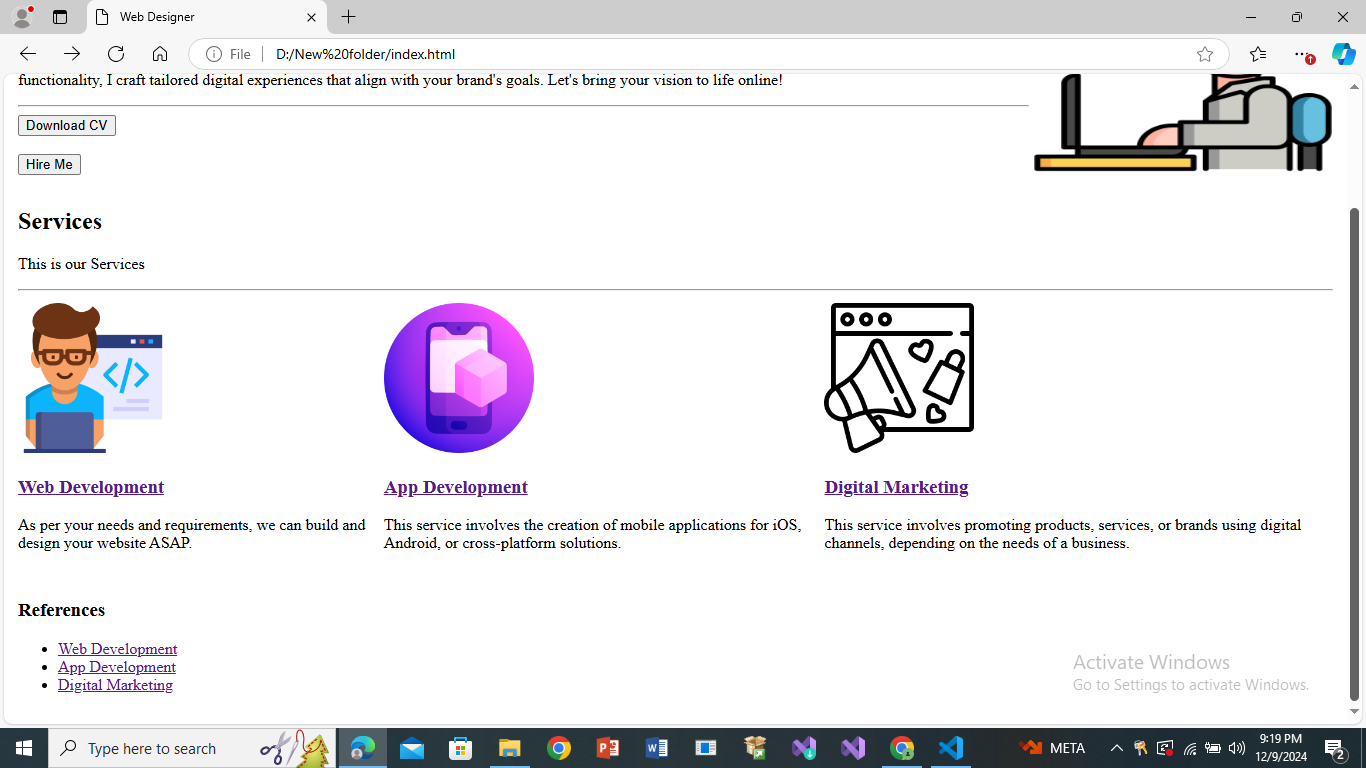 Web Designer
File
D:/New%20folder/index.html
functionality, I craft tailored digital experiences that align with your brand's goals. Let's bring your vision to life online!
Download CV
Hire Me
Services
This is our Services
Web Development
As per your needs and requirements, we can build and
design your website ASAP.
App Development
This service involves the creation of mobile applications for iOS,
Android, or cross-platform solutions.
Digital Marketing
This service involves promoting products, services, or brands using digital
channels, depending on the needs of a business.
References
Web Development
App Development
Digital Marketing
Activate Windows
Go to Settings to activate Windows.
Type here to search
META
9:19 PM
12/9/2024
2